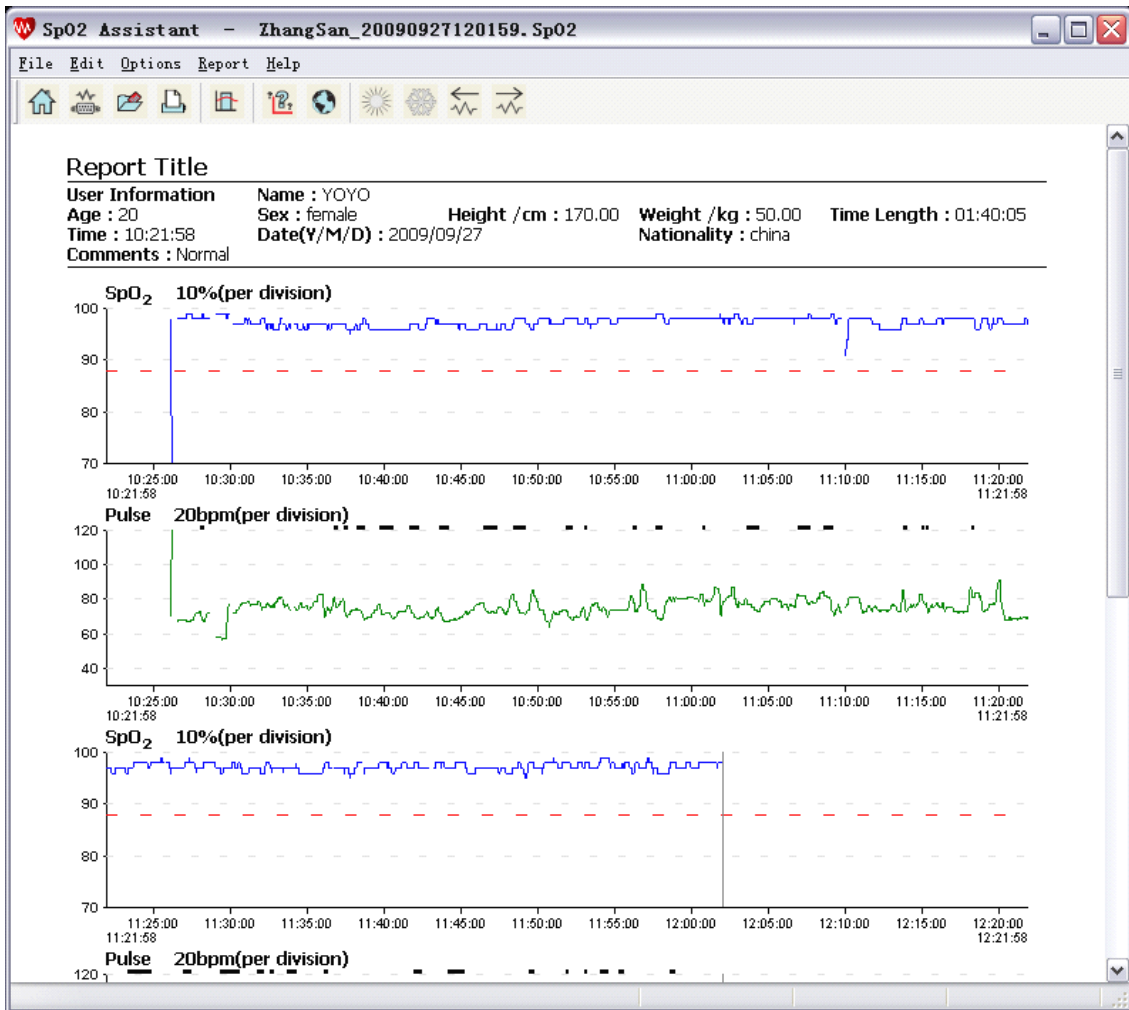 SpO2 Assistant  -  ZhangSan_20090927120159.SpO2
File Edit Options Report Help
Report Title
User Information Name : YOYO
Age : 20 Sex : female Height /cm : 170.00 Weight /kg : 50.00 Time Length : 01:40:05
Time : 10:21:58 Date(Y/M/D) : 2009/09/27 Nationality : china
Comments : Normal
SpO2 10%(per division)
100
90
80
70
10:25:00 10:30:00 10:35:00 10:40:00 10:45:00 10:50:00 10:55:00 11:00:00 11:05:00 11:10:00 11:15:00 11:20:00
10:21:58 11:21:58
Pulse 20bpm(per division)
120
100
80
60
40
10:25:00 10:30:00 10:35:00 10:40:00 10:45:00 10:50:00 10:55:00 11:00:00 11:05:00 11:10:00 11:15:00 11:20:00
10:21:58 11:21:58
SpO2 10%(per division)
100
90
80
70
11:25:00 11:30:00 11:35:00 11:40:00 11:45:00 11:50:00 11:55:00 12:00:00 12:05:00 12:10:00 12:15:00 12:20:00
11:21:58 12:21:58
Pulse 20bpm(per division)
120